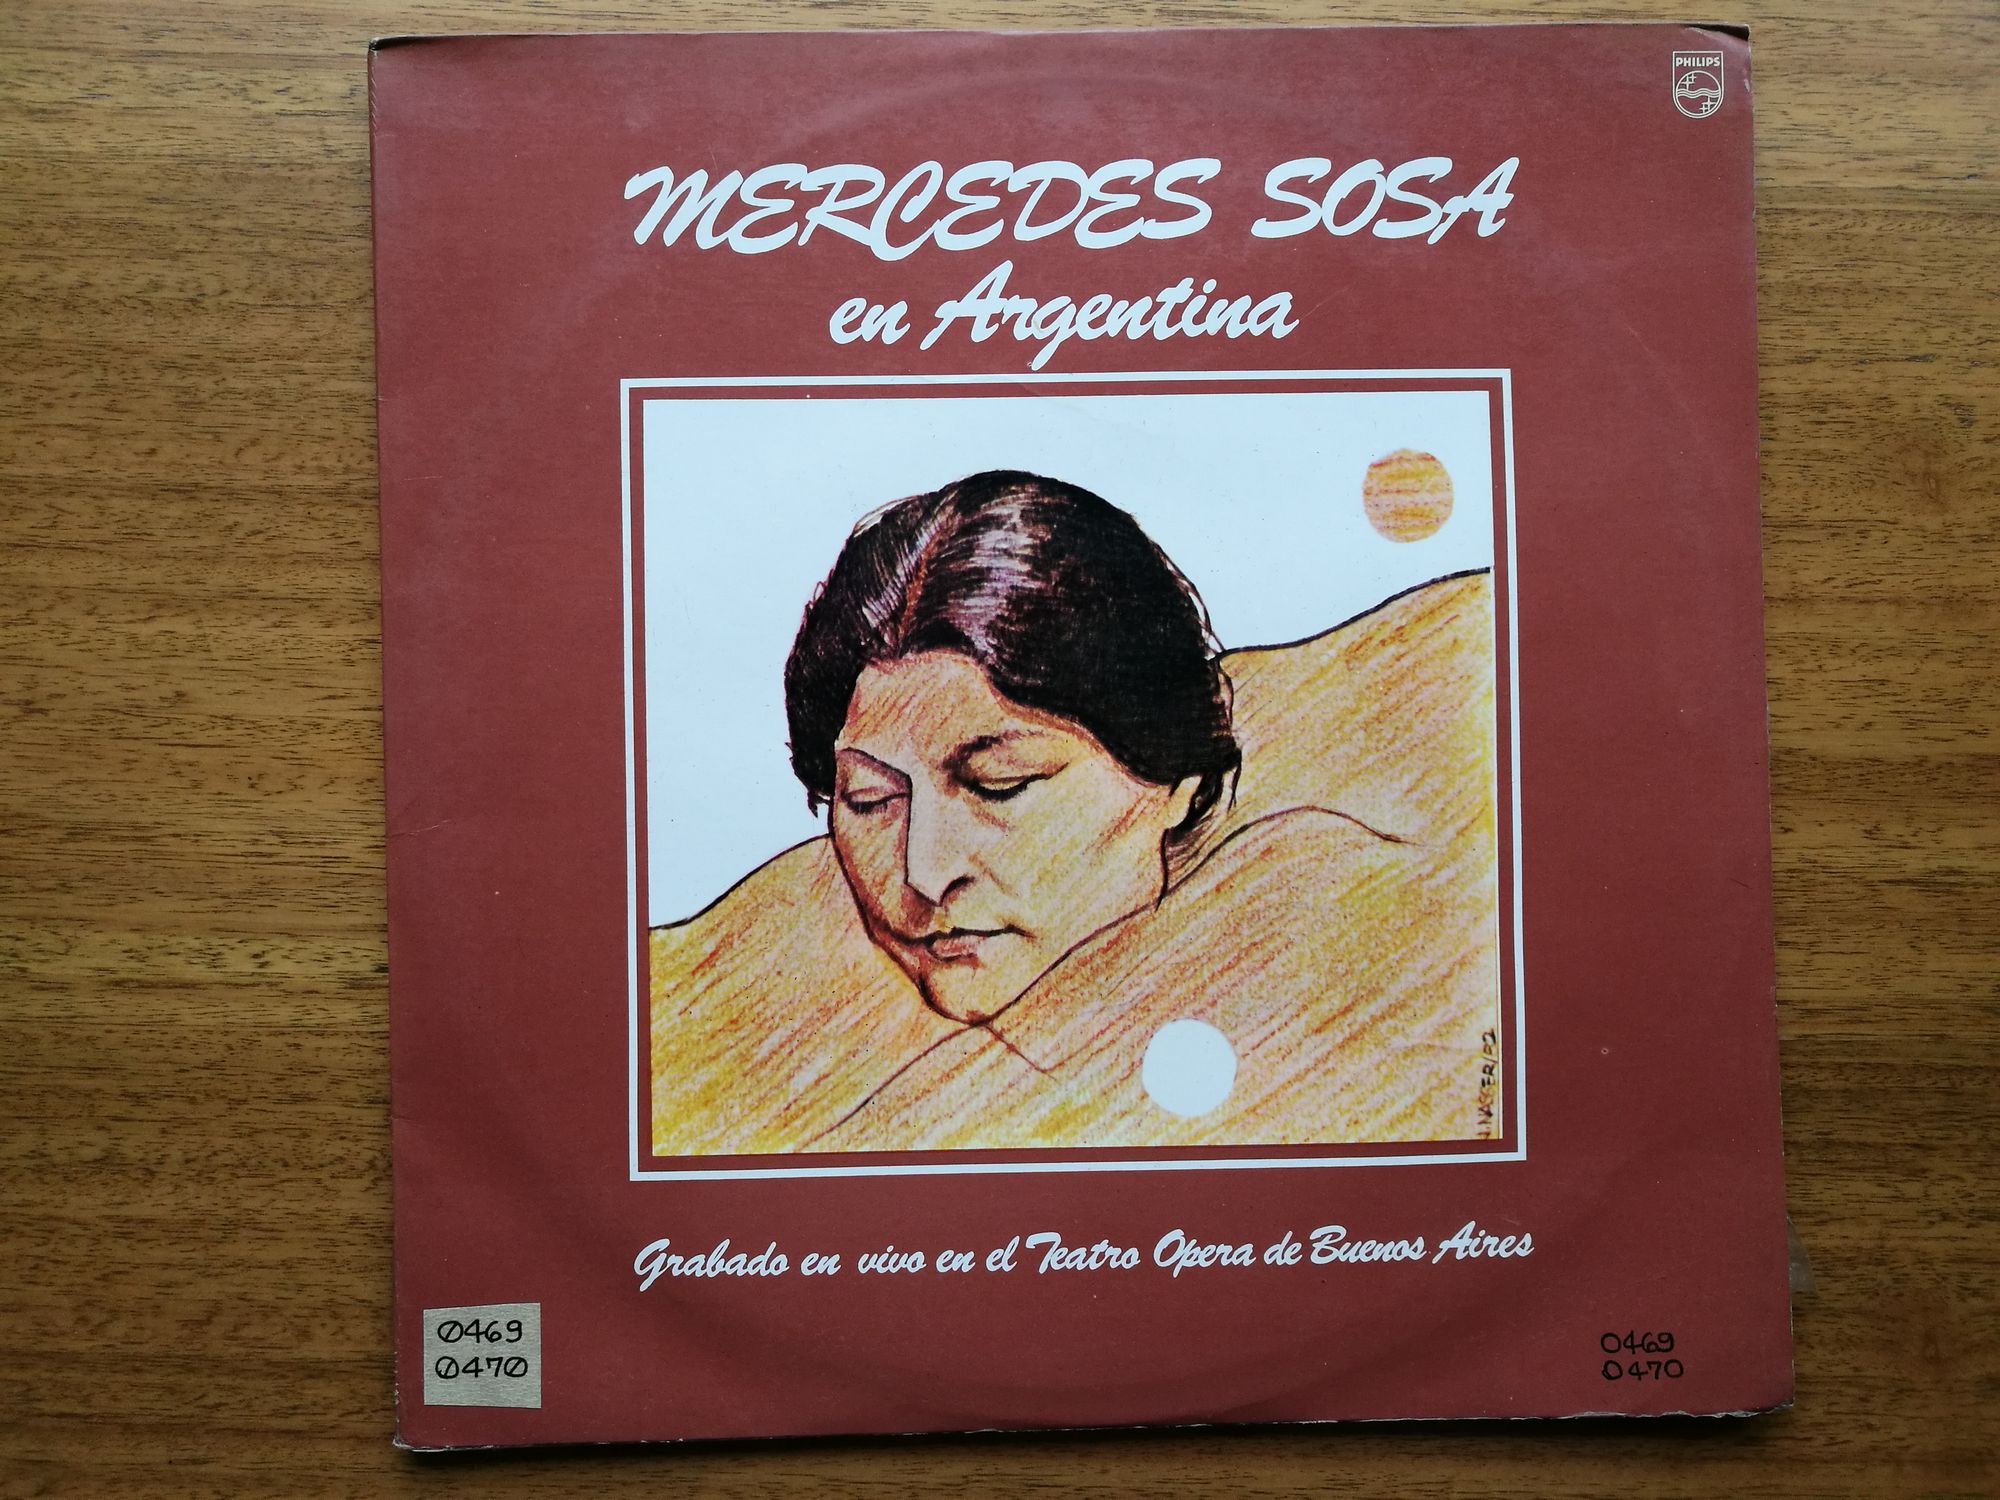 PHILIPS
MERCEDES SOSA
en Argentina
Grabado en vivo en el Teatro Opera de Buenos Aires
0469
0470
0469
0470